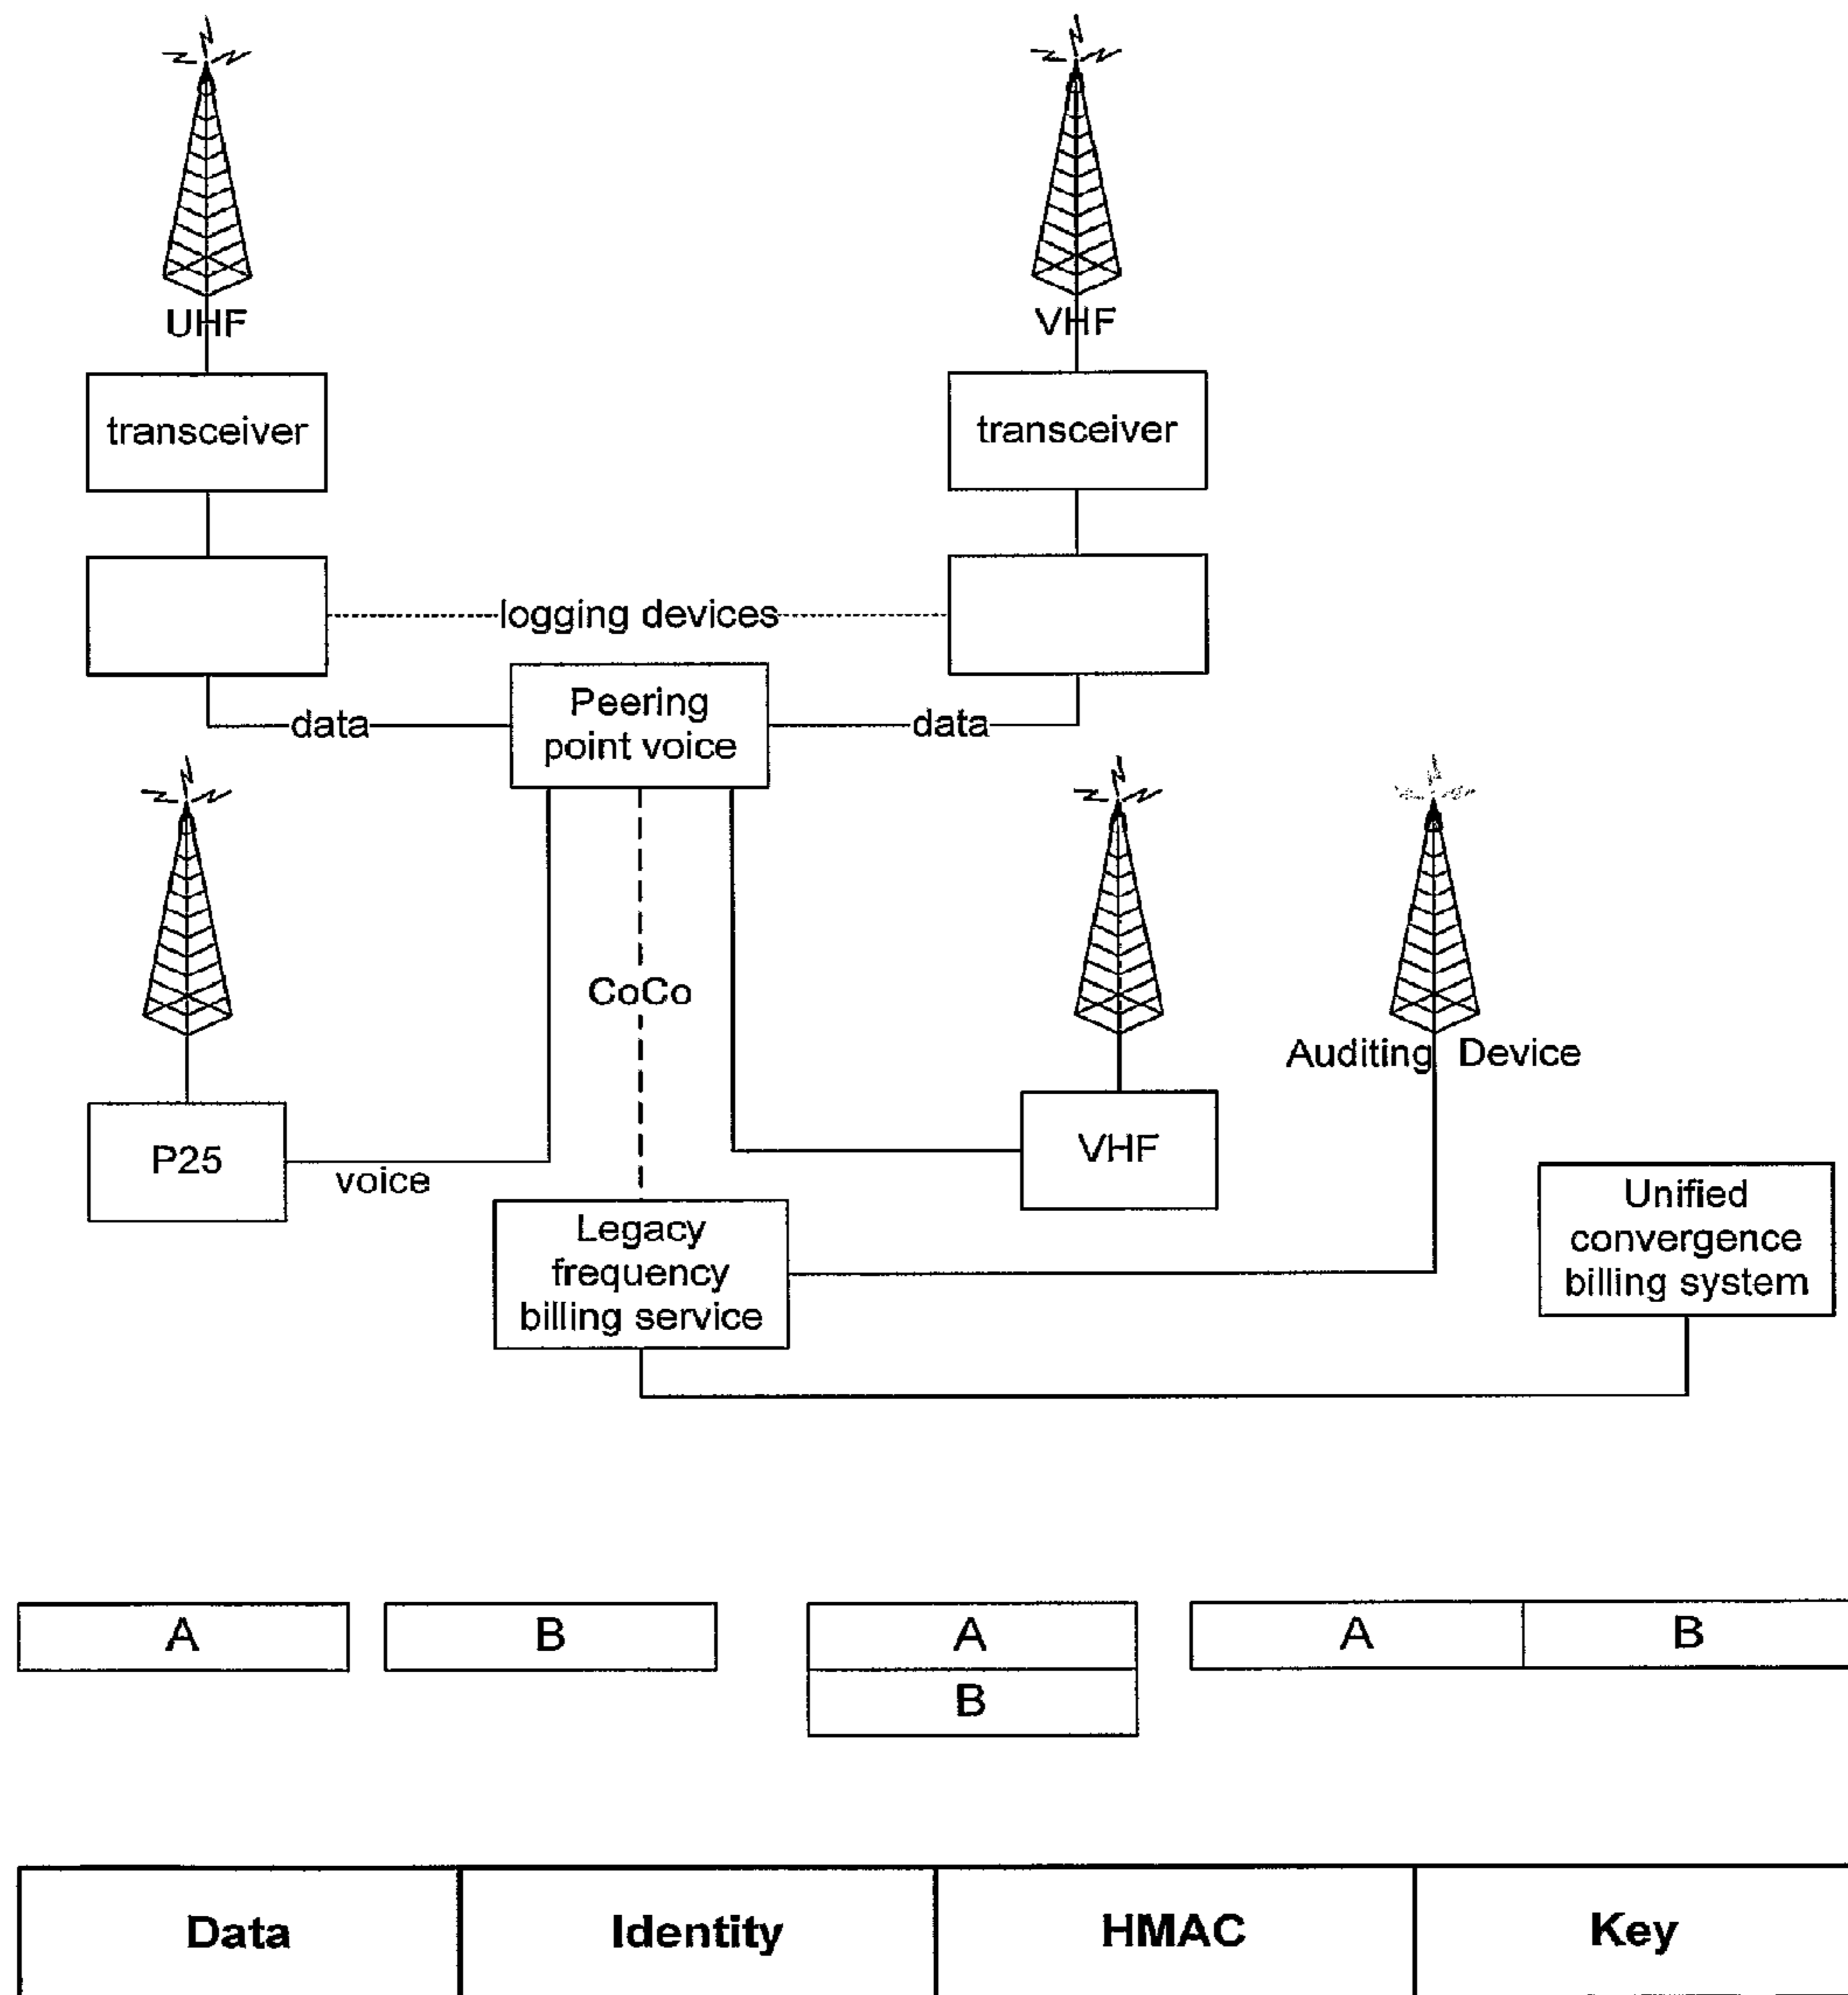 UHF
VHF
transceiver
transceiver
logging devices
Peering
point voice
data
data
CoCo
Auditing Device
P25
voice
VHF
Legacy
frequency
billing service
Unified
convergence
billing system
A
B
A
B
A
B
Data
Identity
HMAC
Key